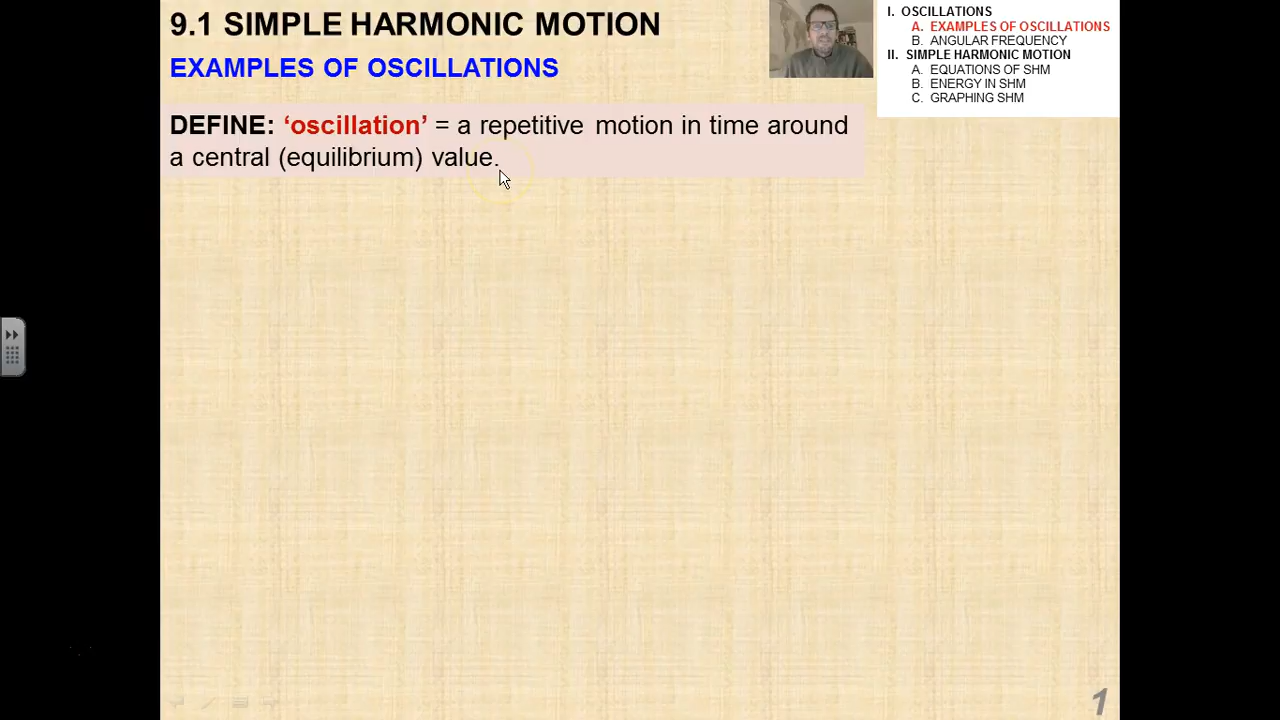 9.1 SIMPLE HARMONIC MOTION
EXAMPLES OF OSCILLATIONS
I. OSCILLATIONS
A. EXAMPLES OF OSCILLATIONS
B. ANGULAR FREQUENCY
II. SIMPLE HARMONIC MOTION
A. EQUATIONS OF SHM
B. ENERGY IN SHM
C. GRAPHING SHM
DEFINE: ‘oscillation’ = a repetitive motion in time around
a central (equilibrium) value.
1